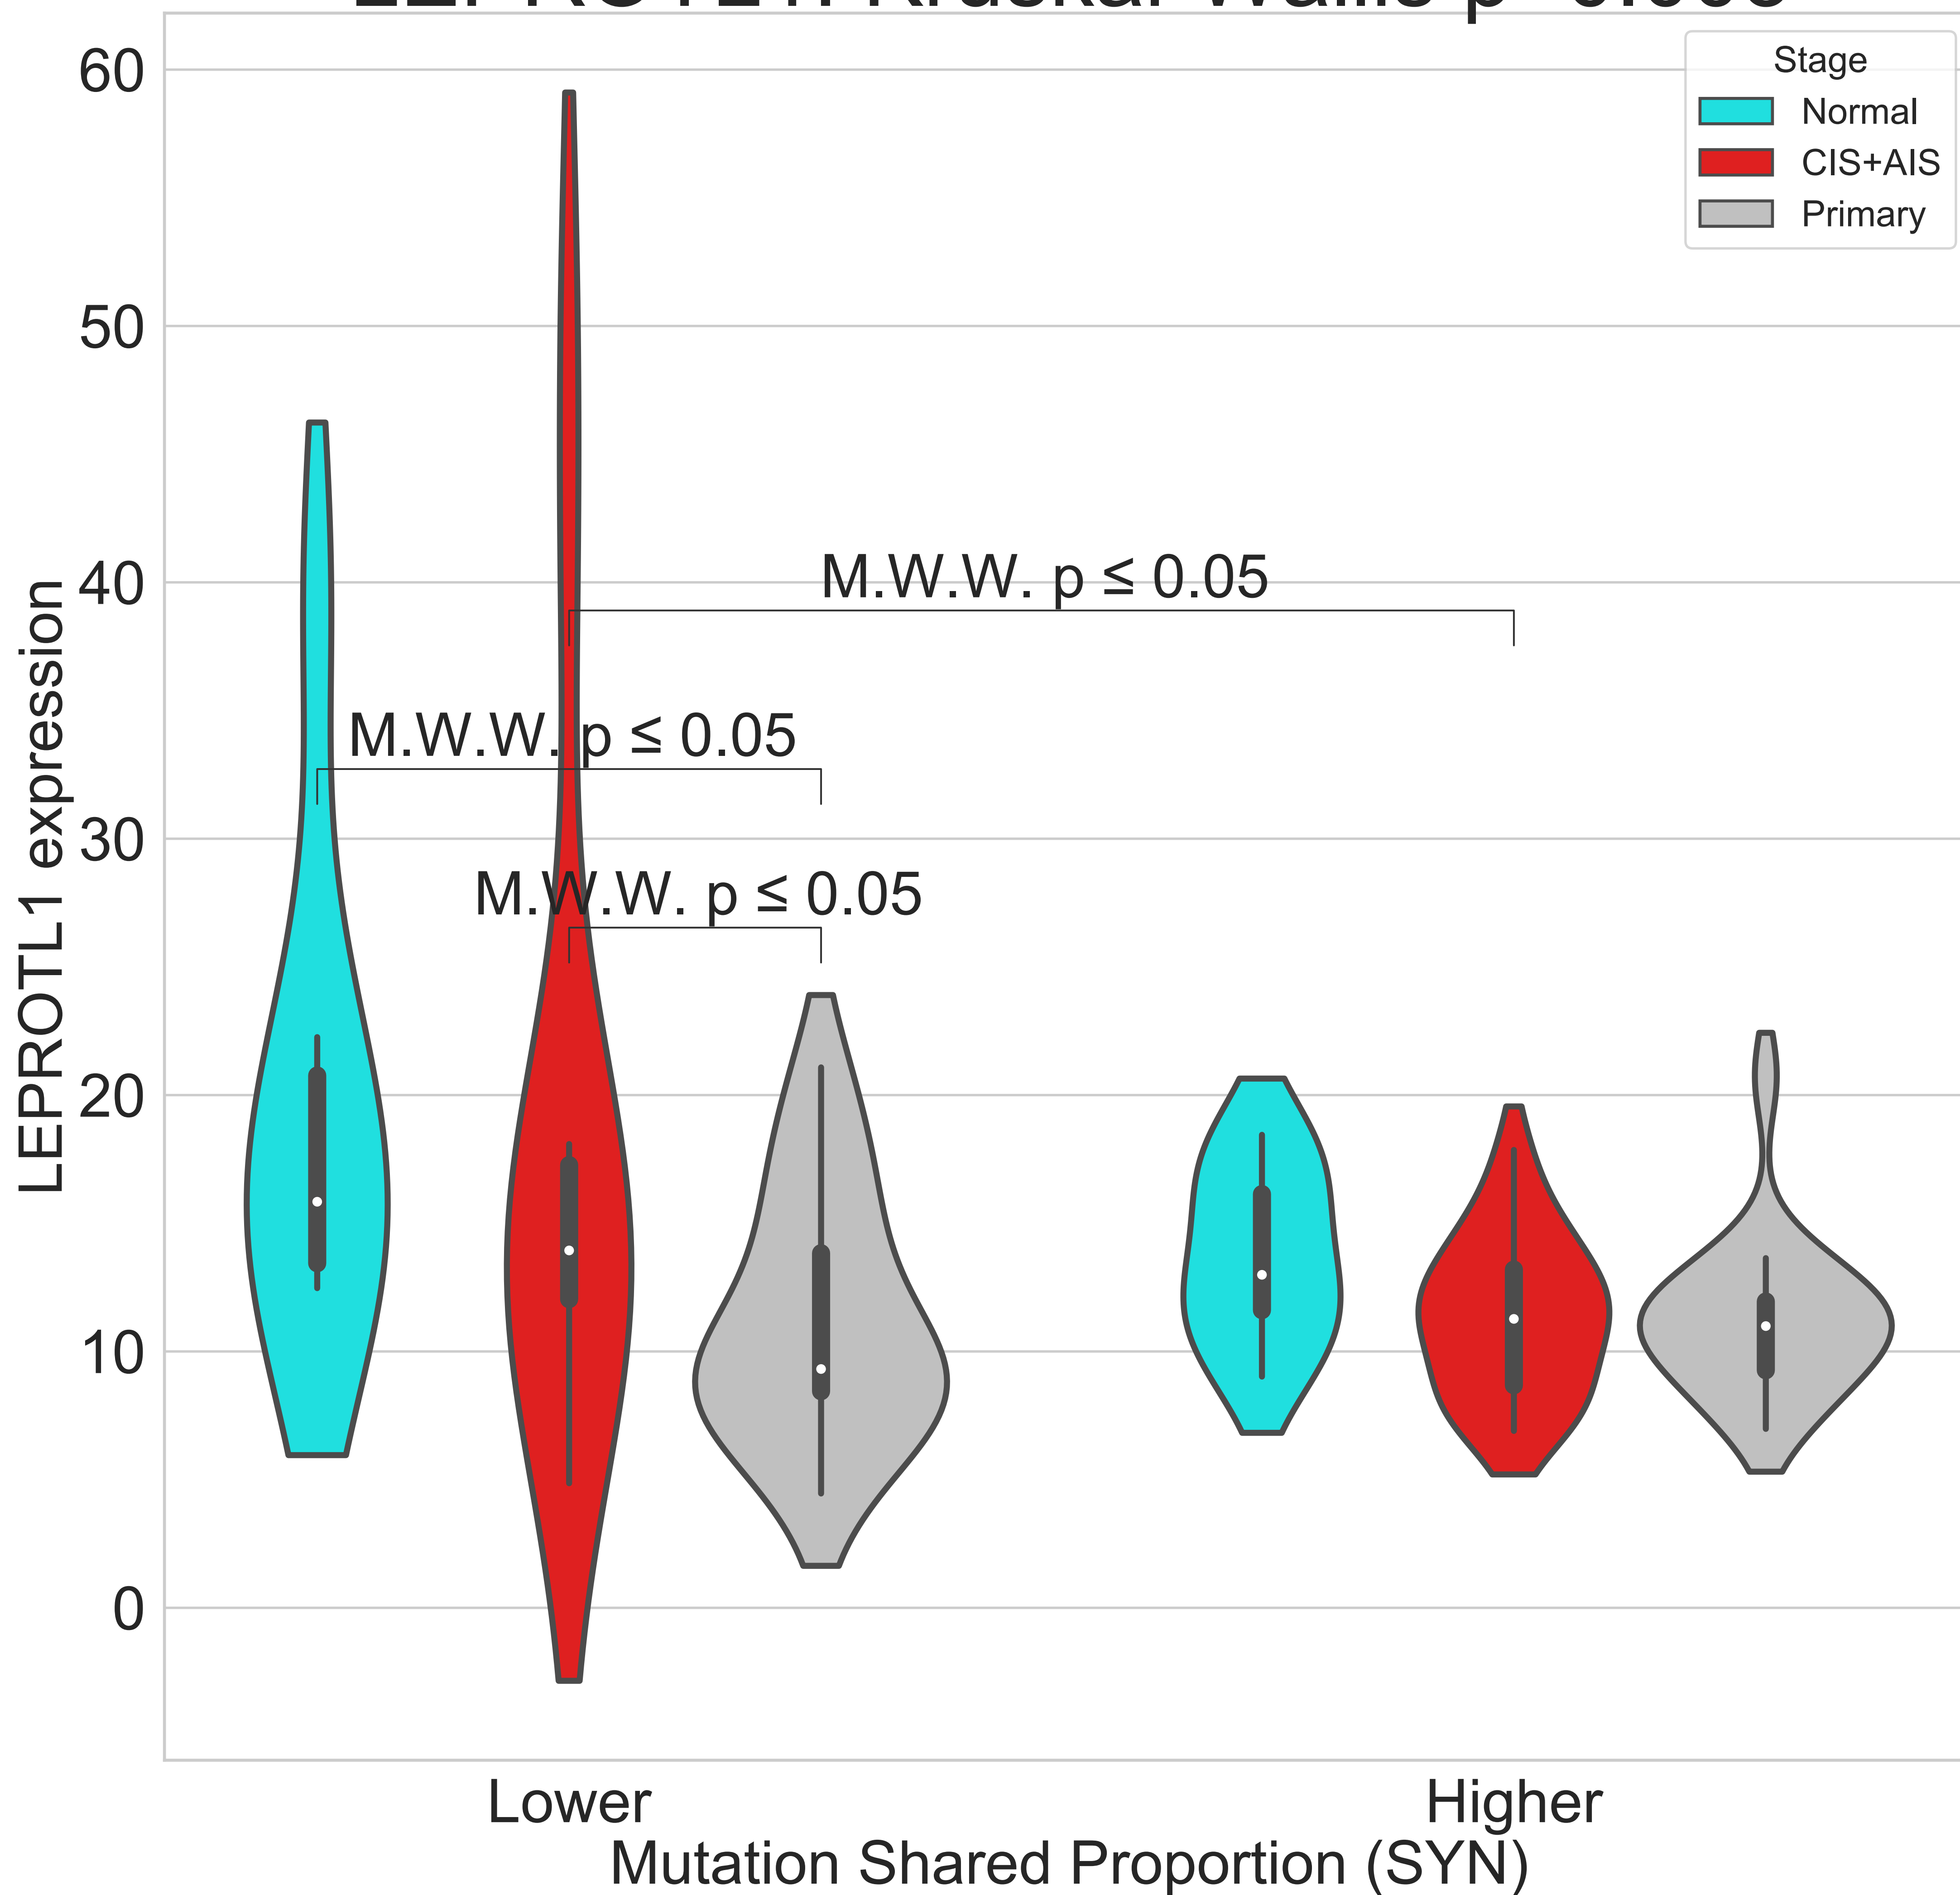 Stage
Normal
CIS+AIS
Primary
60
50
40
30
20
10
0
LEPROTL1 expression
M.W.W. p ≤ 0.05
M.W.W. p ≤ 0.05
M.W.W. p ≤ 0.05
Lower
Higher
Mutation Shared Proportion (SYN)